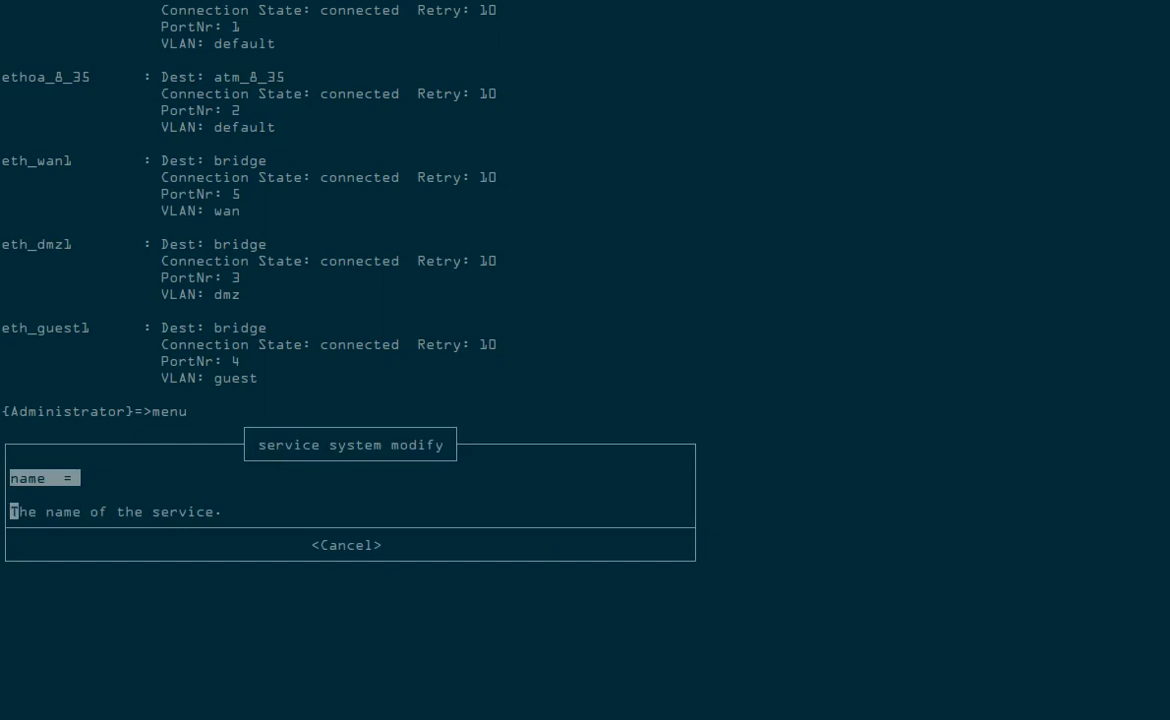 Connection State: connected  Retry: 10
PortNr: 1
VLAN: default
ethoa_8_35      : Dest: atm_8_35
Connection State: connected  Retry: 10
PortNr: 2
VLAN: default
eth_wan1        : Dest: bridge
Connection State: connected  Retry: 10
PortNr: 5
VLAN: wan
eth_dmz1        : Dest: bridge
Connection State: connected  Retry: 10
PortNr: 3
VLAN: dmz
eth_guest1      : Dest: bridge
Connection State: connected  Retry: 10
PortNr: 4
VLAN: guest
{Administrator}=>menu
service system modify
name  =
The name of the service.
<Cancel>